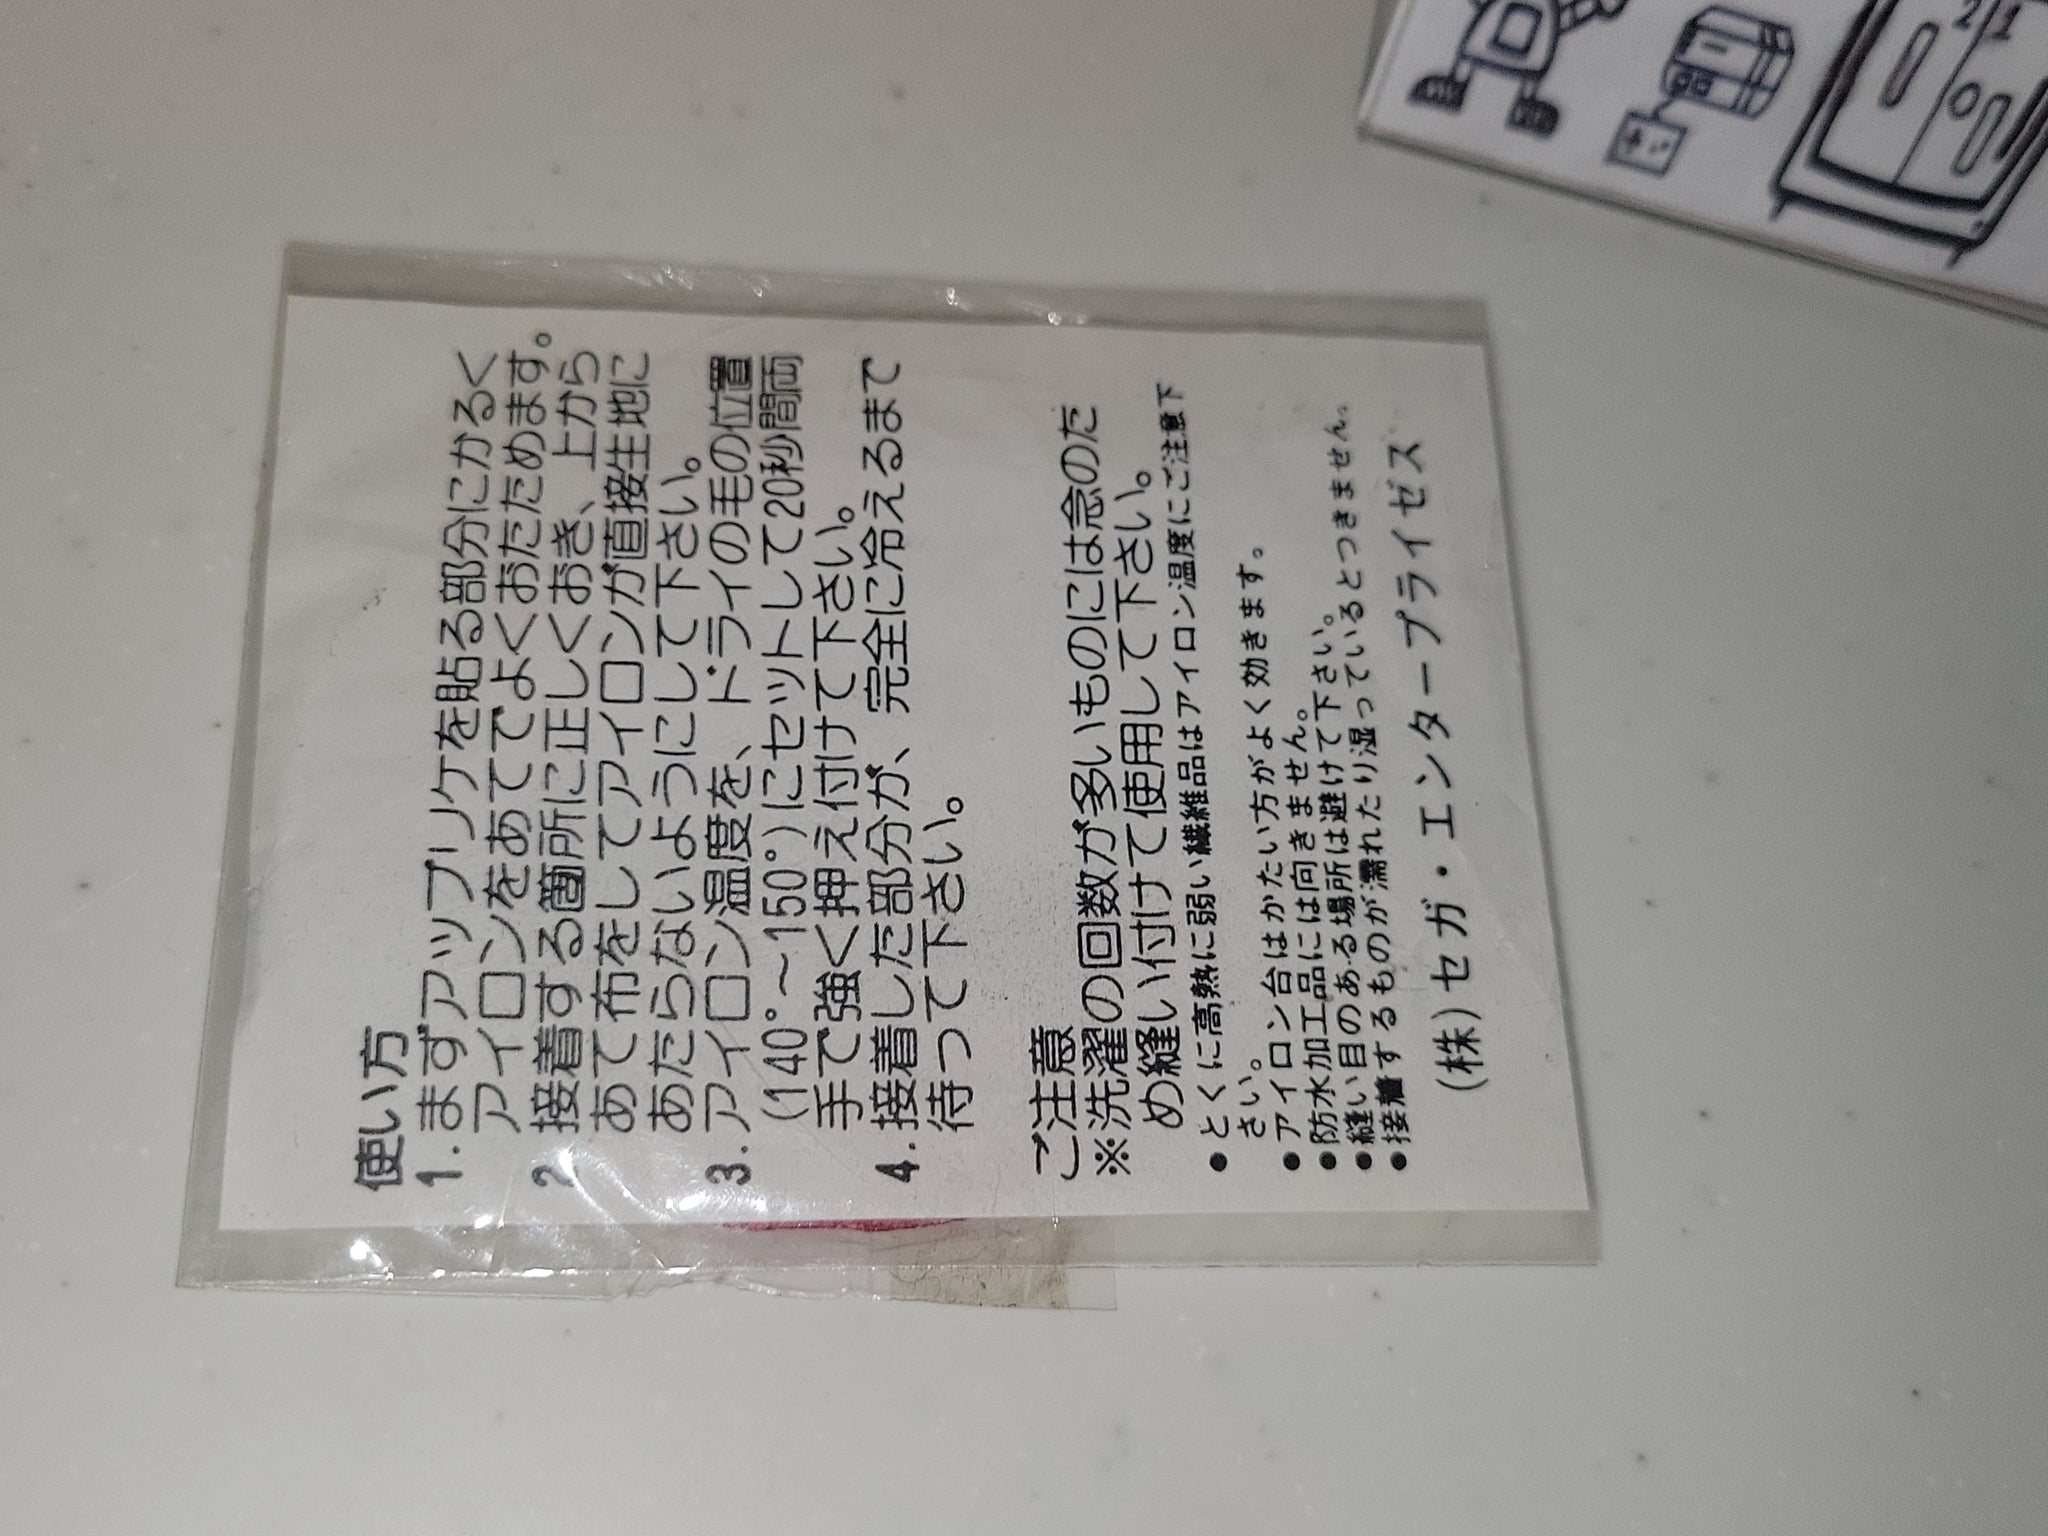 使い方
1. まずアップリケを貼る部分にかるく
アイロンをあててよくおたためます。
2 接着する箇所に正しくおき、上から
あて布をしてアイロンが直接生地に
あたらないようにして下さい。
3. アイロン温度を、ドライの毛の位置
(140°～150°)にセットして20秒間両
手で強く押え付けて下さい。
4. 接着した部分が、完全に冷えるまで
待って下さい。
ご注意
※洗濯の回数が多いものには念のた
め縫い付けて使用して下さい。
●とくに高熱に弱い繊維品はアイロン温度にご注意下
さい。
●アイロン台はかたい方がよく効きます。
●防水加工品には向きません。
●縫い目のある場所は避けて下さい。
●接着するものが濡れたり湿っているとつきません。
(株)セガ・エンタープライゼス
2 1